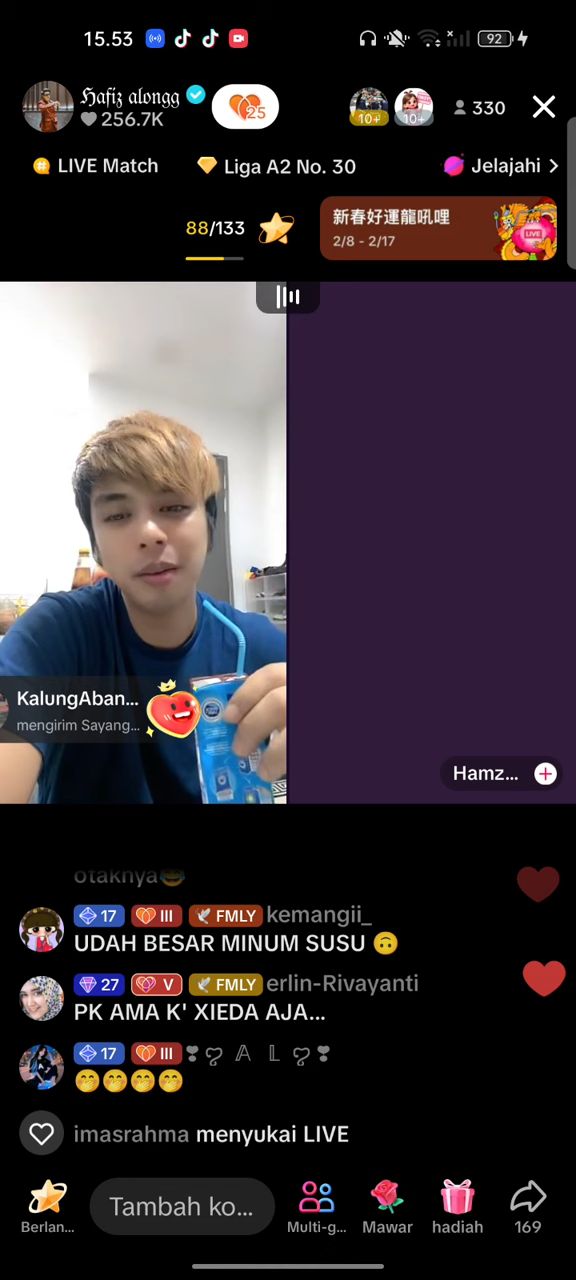 15.53
92
ℌ𝔞𝔣𝔦𝔷 𝔞𝔩𝔬𝔫𝔤𝔤
256.7K
25
10+
10+
330
LIVE Match
Liga A2 No. 30
Jelajahi
88/133
新春好運龍吼哩
2/8 - 2/17
LIVE
KalungAban...
mengirim Sayang...
Hamz...
otaknya😂
17 III FMLY kemangii_
UDAH BESAR MINUM SUSU 🙃
27 V FMLY erlin-Rivayanti
PK AMA K' XIEDA AJA...
17 III ❣ ღ 𝔸 𝕃 ღ ❣
🤭🤭🤭🤭
imasrahma menyukai LIVE
Berlan...
Tambah ko...
Multi-g...
Mawar
hadiah
169